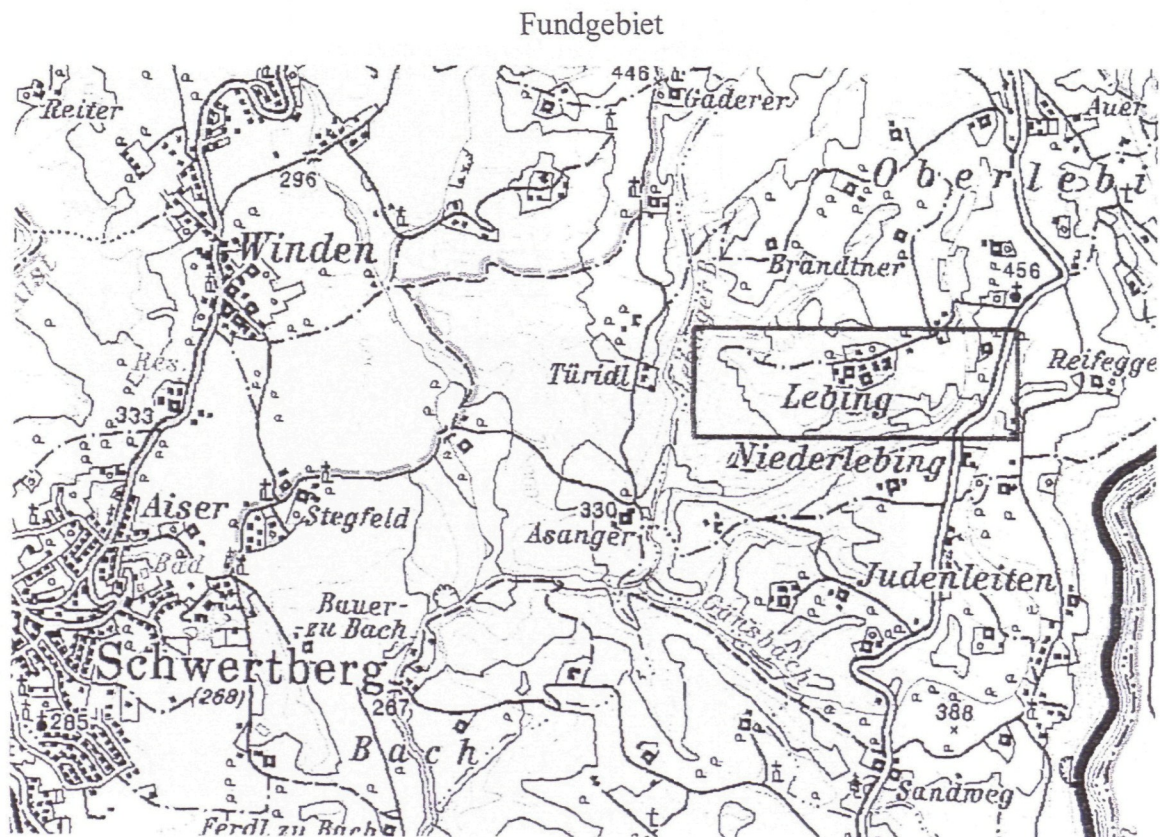 Fundgebiet
446
Gaderer
Reiter
Auer
296
Oberlebi
Winden
Brandtner
456
Res.
Türidl
Lebing
Reifegge
333
Niederlebing
Aiser
Stegfeld
330
Asanger
Bad
Judenleiten
Bauer-
zu Bach
Gänsbach
Schwertberg
(268)
267
285
388
Bach
Sandweg
Ferdl zu Bach